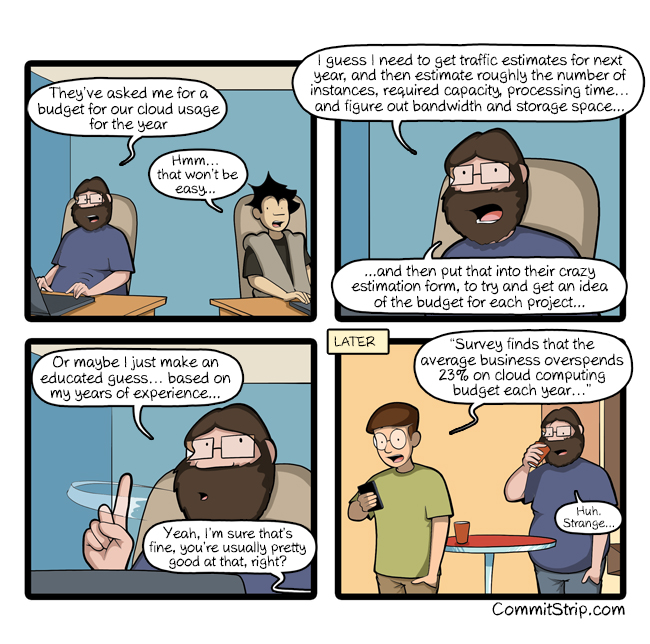 They've asked me for a
budget for our cloud usage
for the year
Hmm...
that won't be
easy...
I guess I need to get traffic estimates for next
year, and then estimate roughly the number of
instances, required capacity, processing time...
and figure out bandwidth and storage space...
...and then put that into their crazy
estimation form, to try and get an idea
of the budget for each project...
Or maybe I just make an
educated guess... based on
my years of experience...
Yeah, I'm sure that's
fine, you're usually pretty
good at that, right?
LATER
"Survey finds that the
average business overspends
23% on cloud computing
budget each year..."
Huh.
Strange...
CommitStrip.com